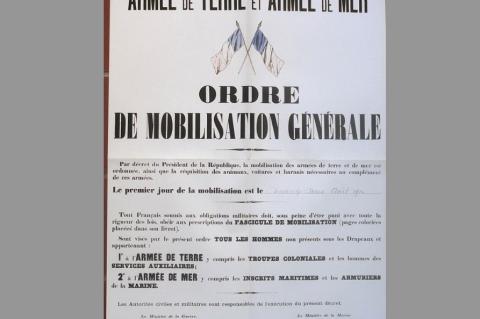 ARMÉE DE TERRE ET ARMÉE DE MER
ORDRE
DE MOBILISATION GÉNÉRALE
Par décret du Président de la République, la mobilisation des armées de terre et de mer est
ordonnée, ainsi que la réquisition des animaux, voitures et harnais nécessaires au complément
de ces armées.
Le premier jour de la mobilisation est le
Tout Français soumis aux obligations militaires doit, sous peine d'être puni avec toute la
rigueur des lois, obéir aux prescriptions du FASCICULE DE MOBILISATION (pages coloriées
placées dans son livret).
Sont visés par le présent ordre TOUS LES HOMMES non présents sous les Drapeaux et
appartenant :
1° à l'ARMÉE DE TERRE y compris les TROUPES COLONIALES et les hommes des
SERVICES AUXILIAIRES;
2° à l'ARMÉE DE MER y compris les INSCRITS MARITIMES et les ARMURIERS
de la MARINE.
Les Autorités civiles et militaires sont responsables de l'exécution du présent décret.
Le Ministre de la Guerre, Le Ministre de la Marine,